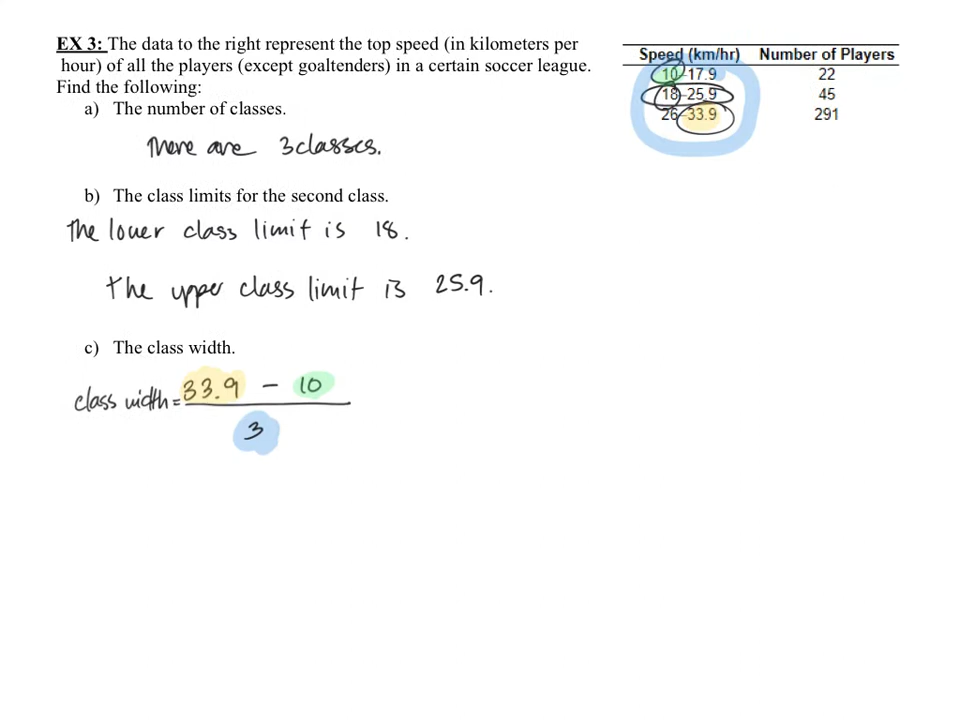 EX 3: The data to the right represent the top speed (in kilometers per
hour) of all the players (except goaltenders) in a certain soccer league.
Find the following:
a) The number of classes.
There are 3 classes.
b) The class limits for the second class.
The lower class limit is 18.
The upper class limit is 25.9.
c) The class width.
class width = 33.9 - 10
3
Speed (km/hr) Number of Players
10-17.9 22
18-25.9 45
26-33.9 291